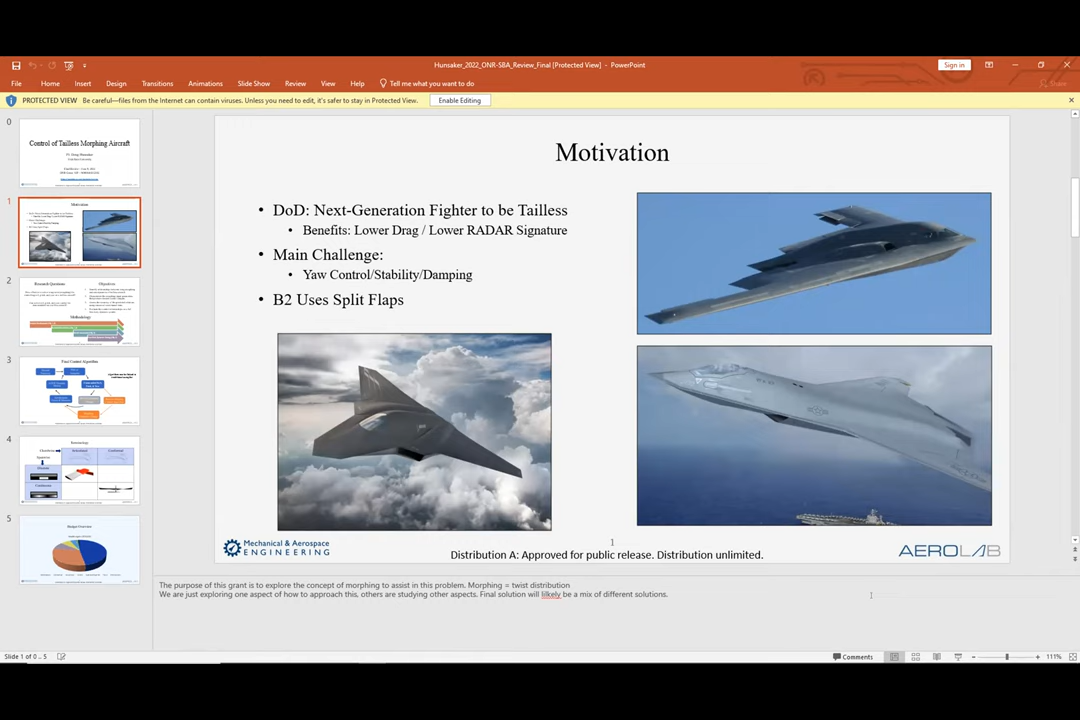 Hunsaker_2022_ONR-SBA_Review_Final [Protected View] - PowerPoint
Sign in
File Home Insert Design Transitions Animations Slide Show Review View Help Tell me what you want to do Share
PROTECTED VIEW Be careful—files from the Internet can contain viruses. Unless you need to edit, it's safer to stay in Protected View. Enable Editing
0
Control of Tailless Morphing Aircraft
1
Motivation
2
Research Questions
Objectives
Methodology
3
4
5
Budget Overview
Motivation
• DoD: Next-Generation Fighter to be Tailless
• Benefits: Lower Drag / Lower RADAR Signature
• Main Challenge:
• Yaw Control/Stability/Damping
• B2 Uses Split Flaps
Mechanical & Aerospace
ENGINEERING
1
Distribution A: Approved for public release. Distribution unlimited.
AEROLAB
The purpose of this grant is to explore the concept of morphing to assist in this problem. Morphing = twist distribution
We are just exploring one aspect of how to approach this, others are studying other aspects. Final solution will lilkely be a mix of different solutions.
Slide 1 of 0 .. 5
Comments
111%